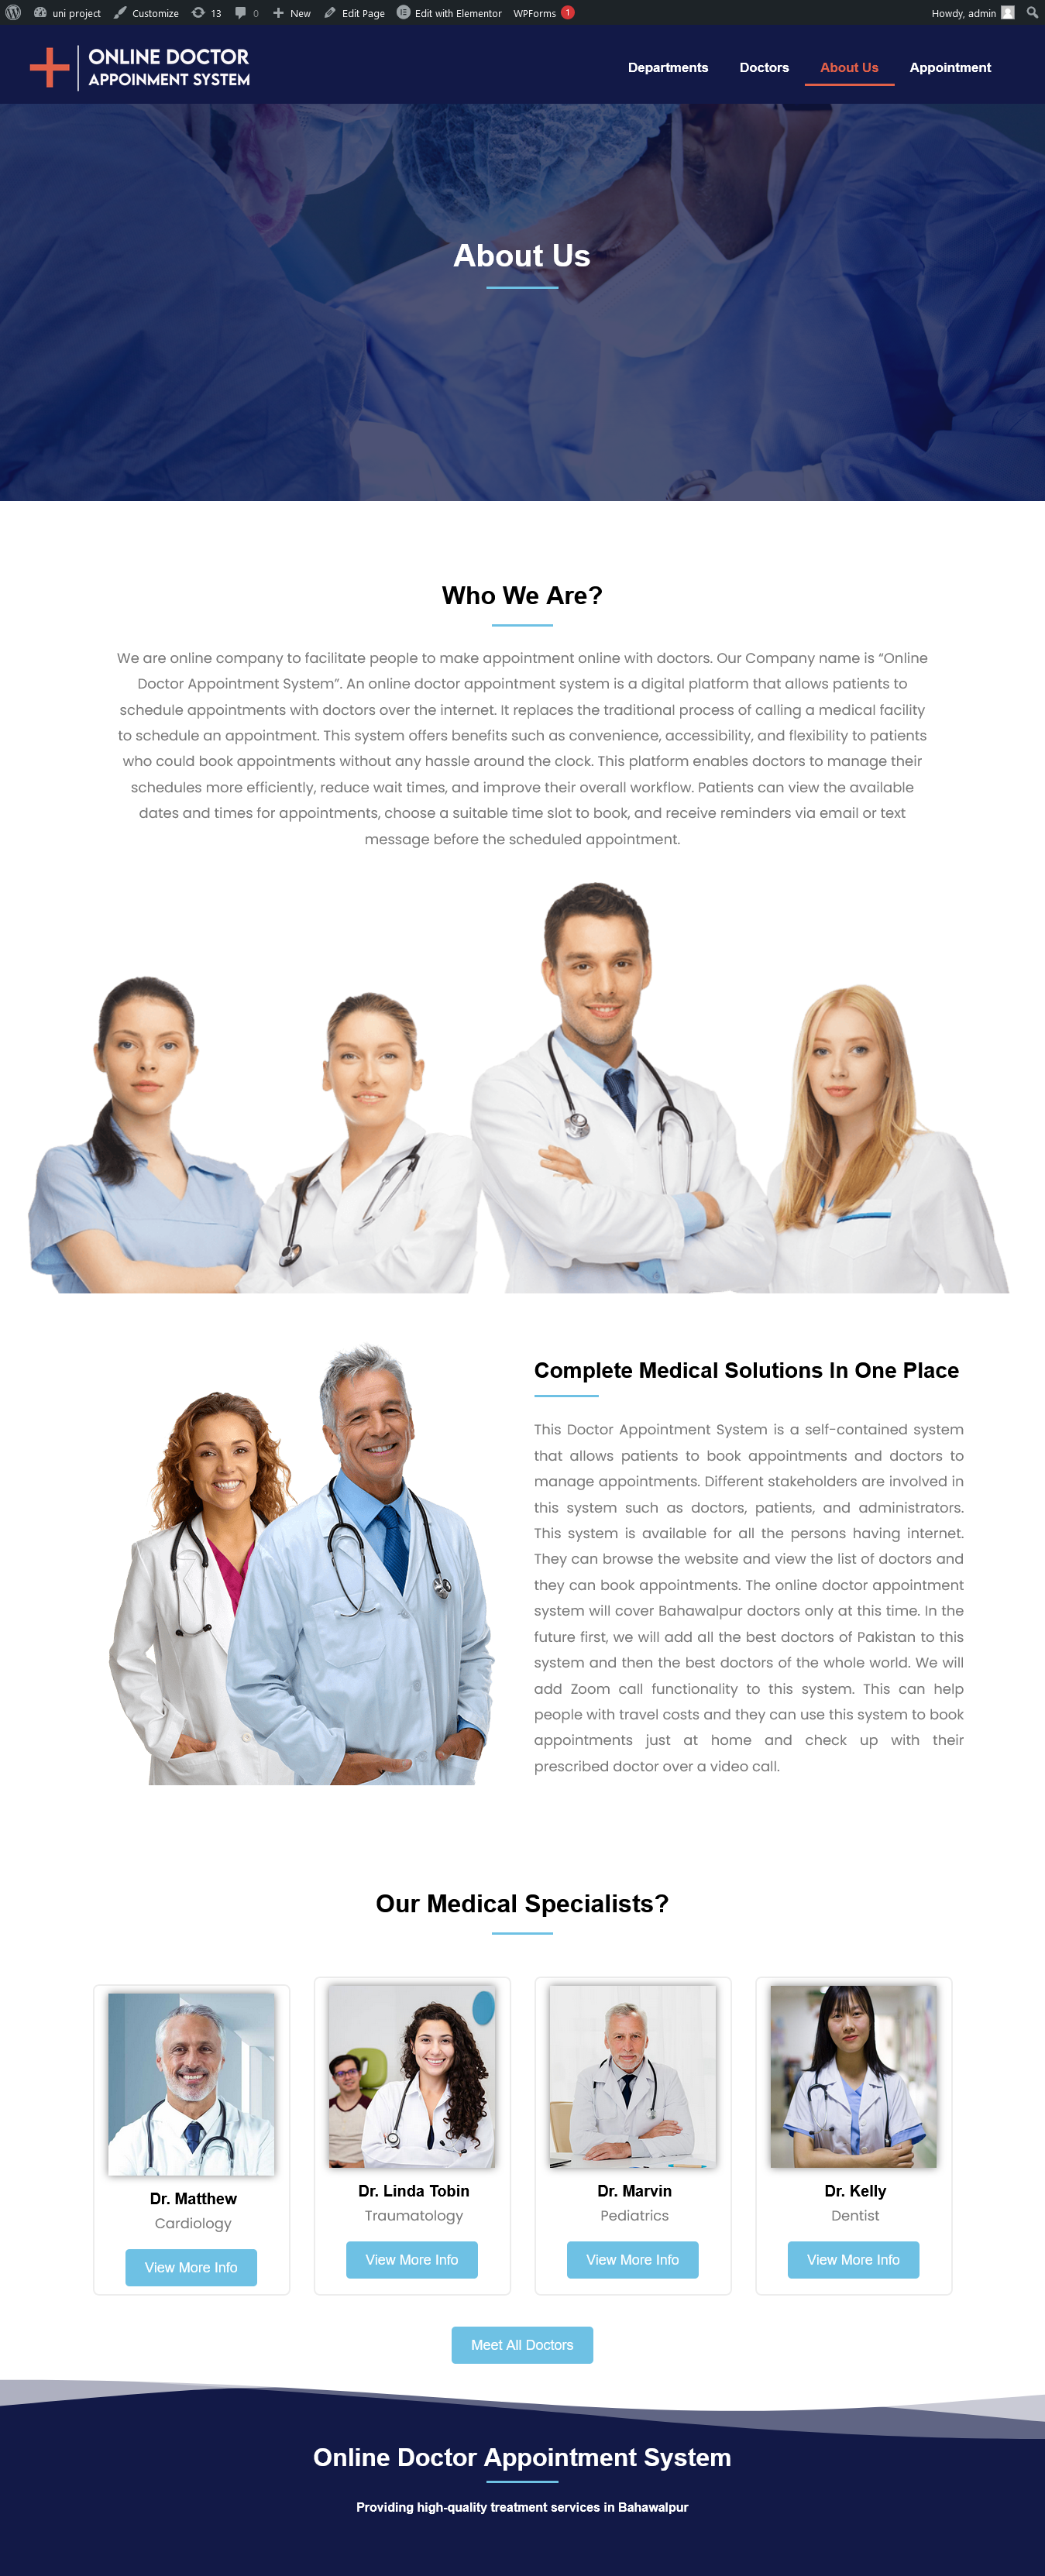 uni project Customize 13 0 New Edit Page Edit with Elementor WPForms 1 Howdy, admin
ONLINE DOCTOR
APPOINMENT SYSTEM
Departments Doctors About Us Appointment
About Us
Who We Are?
We are online company to facilitate people to make appointment online with doctors. Our Company name is “Online
Doctor Appointment System”. An online doctor appointment system is a digital platform that allows patients to
schedule appointments with doctors over the internet. It replaces the traditional process of calling a medical facility
to schedule an appointment. This system offers benefits such as convenience, accessibility, and flexibility to patients
who could book appointments without any hassle around the clock. This platform enables doctors to manage their
schedules more efficiently, reduce wait times, and improve their overall workflow. Patients can view the available
dates and times for appointments, choose a suitable time slot to book, and receive reminders via email or text
message before the scheduled appointment.
Complete Medical Solutions In One Place
This Doctor Appointment System is a self-contained system
that allows patients to book appointments and doctors to
manage appointments. Different stakeholders are involved in
this system such as doctors, patients, and administrators.
This system is available for all the persons having internet.
They can browse the website and view the list of doctors and
they can book appointments. The online doctor appointment
system will cover Bahawalpur doctors only at this time. In the
future first, we will add all the best doctors of Pakistan to this
system and then the best doctors of the whole world. We will
add Zoom call functionality to this system. This can help
people with travel costs and they can use this system to book
appointments just at home and check up with their
prescribed doctor over a video call.
Our Medical Specialists?
Dr. Matthew
Cardiology
View More Info
Dr. Linda Tobin
Traumatology
View More Info
Dr. Marvin
Pediatrics
View More Info
Dr. Kelly
Dentist
View More Info
Meet All Doctors
Online Doctor Appointment System
Providing high-quality treatment services in Bahawalpur